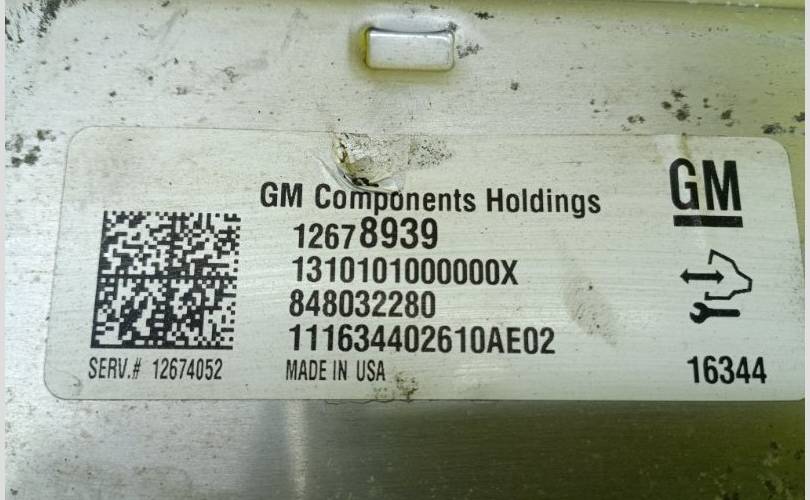 GM Components Holdings
GM
12678939
1310101000000X
848032280
111634402610AE02
SERV.# 12674052
MADE IN USA
16344